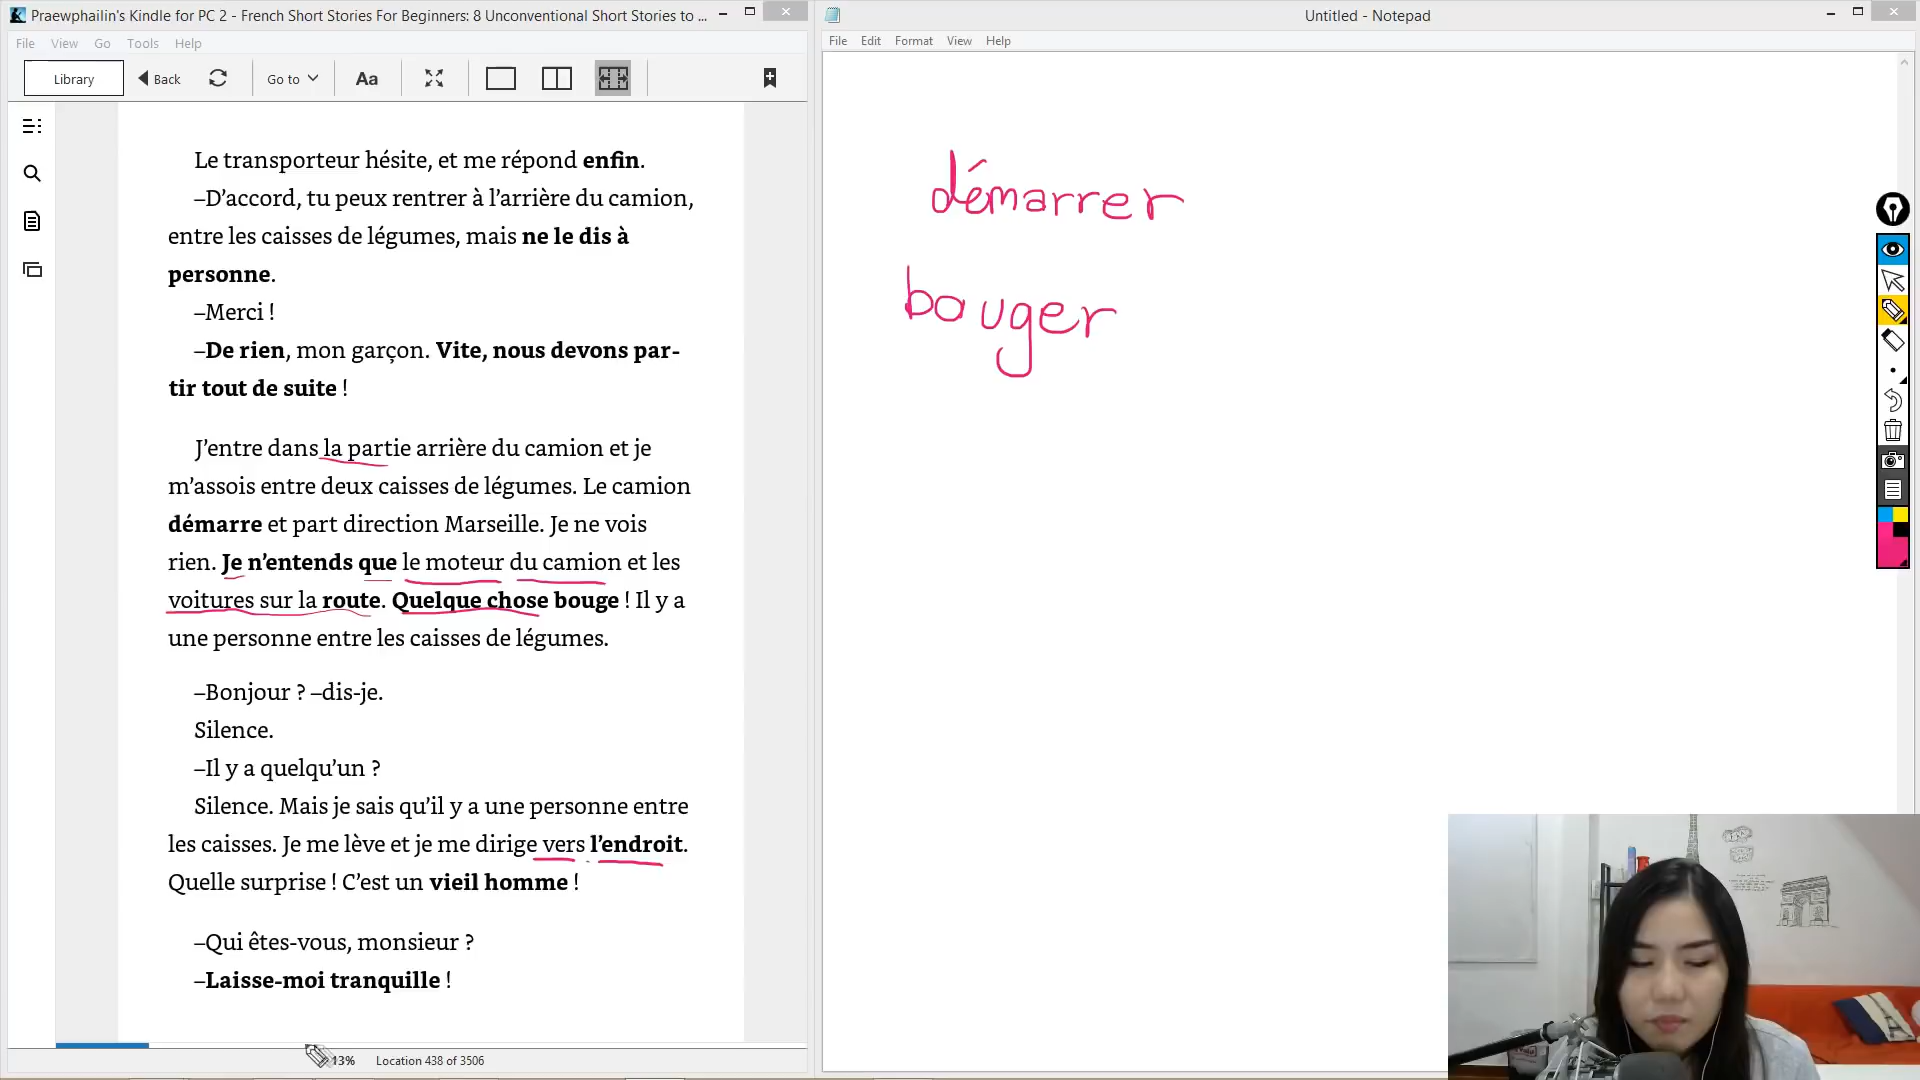 Praewphailin's Kindle for PC 2 - French Short Stories For Beginners: 8 Unconventional Short Stories to ...
File View Go Tools Help
Library Back Go to Aa
Le transporteur hésite, et me répond enfin.
–D’accord, tu peux rentrer à l’arrière du camion,
entre les caisses de légumes, mais ne le dis à
personne.
–Merci !
–De rien, mon garçon. Vite, nous devons par-
tir tout de suite !
J’entre dans la partie arrière du camion et je
m’assois entre deux caisses de légumes. Le camion
démarre et part direction Marseille. Je ne vois
rien. Je n’entends que le moteur du camion et les
voitures sur la route. Quelque chose bouge ! Il y a
une personne entre les caisses de légumes.
–Bonjour ? –dis-je.
Silence.
–Il y a quelqu’un ?
Silence. Mais je sais qu’il y a une personne entre
les caisses. Je me lève et je me dirige vers l’endroit.
Quelle surprise ! C’est un vieil homme !
–Qui êtes-vous, monsieur ?
–Laisse-moi tranquille !
13% Location 438 of 3506
Untitled - Notepad
File Edit Format View Help
démarrer
bouger